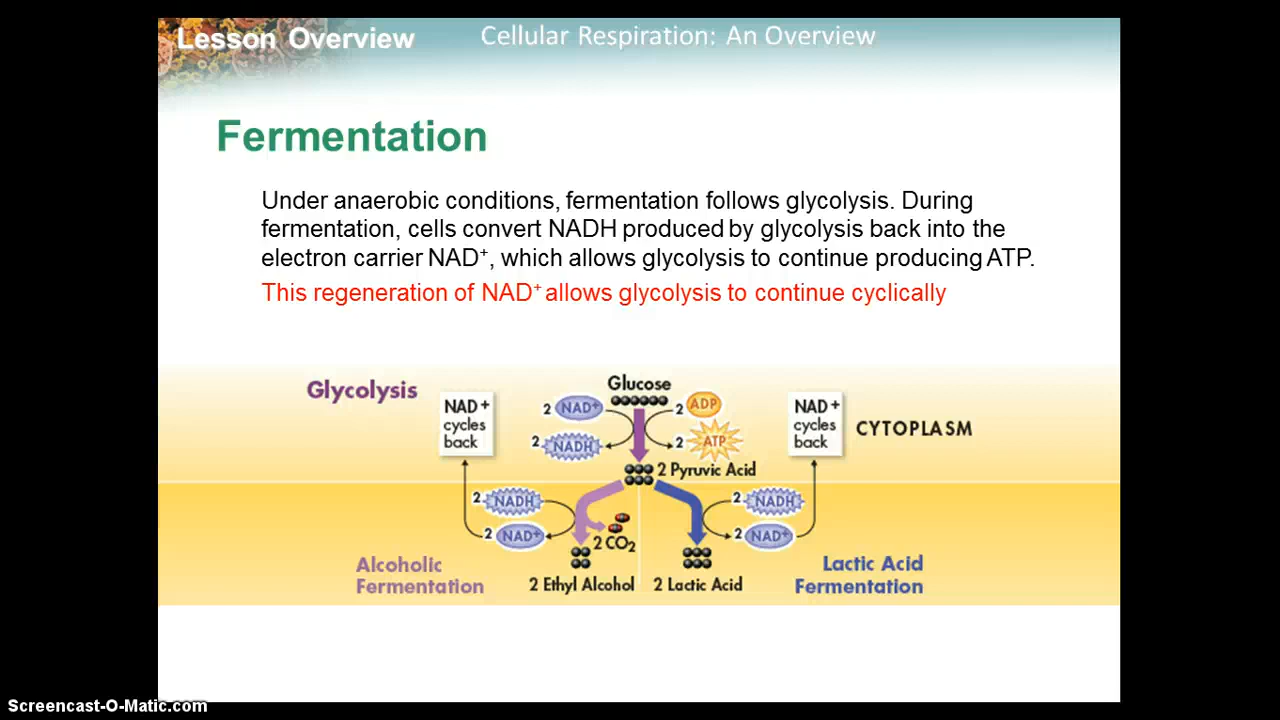 Lesson Overview
Cellular Respiration: An Overview
Fermentation
Under anaerobic conditions, fermentation follows glycolysis. During
fermentation, cells convert NADH produced by glycolysis back into the
electron carrier NAD⁺, which allows glycolysis to continue producing ATP.
This regeneration of NAD⁺ allows glycolysis to continue cyclically
Glycolysis
NAD+
cycles
back
Glucose
2 NAD⁺
2 NADH
2 ADP
2 ATP
2 Pyruvic Acid
NAD+
cycles
back
CYTOPLASM
2 NADH
2 NAD⁺
2 CO₂
2 NADH
2 NAD⁺
Alcoholic
Fermentation
2 Ethyl Alcohol
2 Lactic Acid
Lactic Acid
Fermentation
Screencast-O-Matic.com